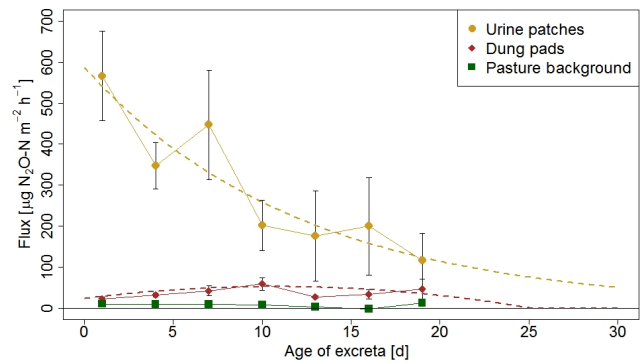 700
600
500
400
300
200
100
0
Flux [µg N₂O-N m⁻² h⁻¹]
Urine patches
Dung pads
Pasture background
0 5 10 15 20 25 30
Age of excreta [d]